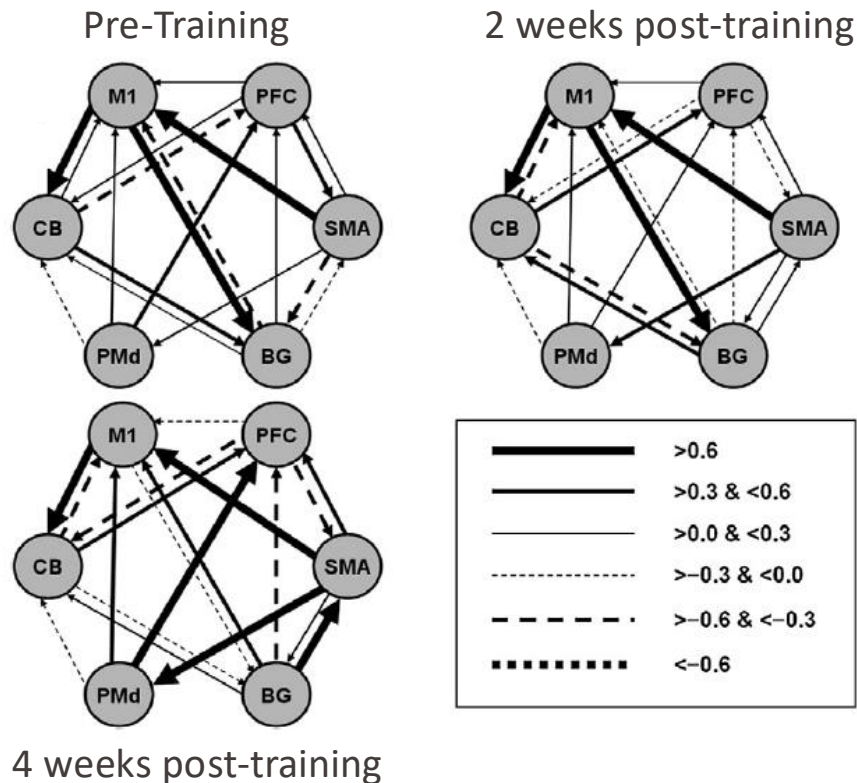 Pre-Training
2 weeks post-training
M1
PFC
CB
SMA
PMd
BG
M1
PFC
CB
SMA
PMd
BG
M1
PFC
CB
SMA
PMd
BG
>0.6
>0.3 & <0.6
>0.0 & <0.3
>−0.3 & <0.0
>−0.6 & <−0.3
<−0.6
4 weeks post-training